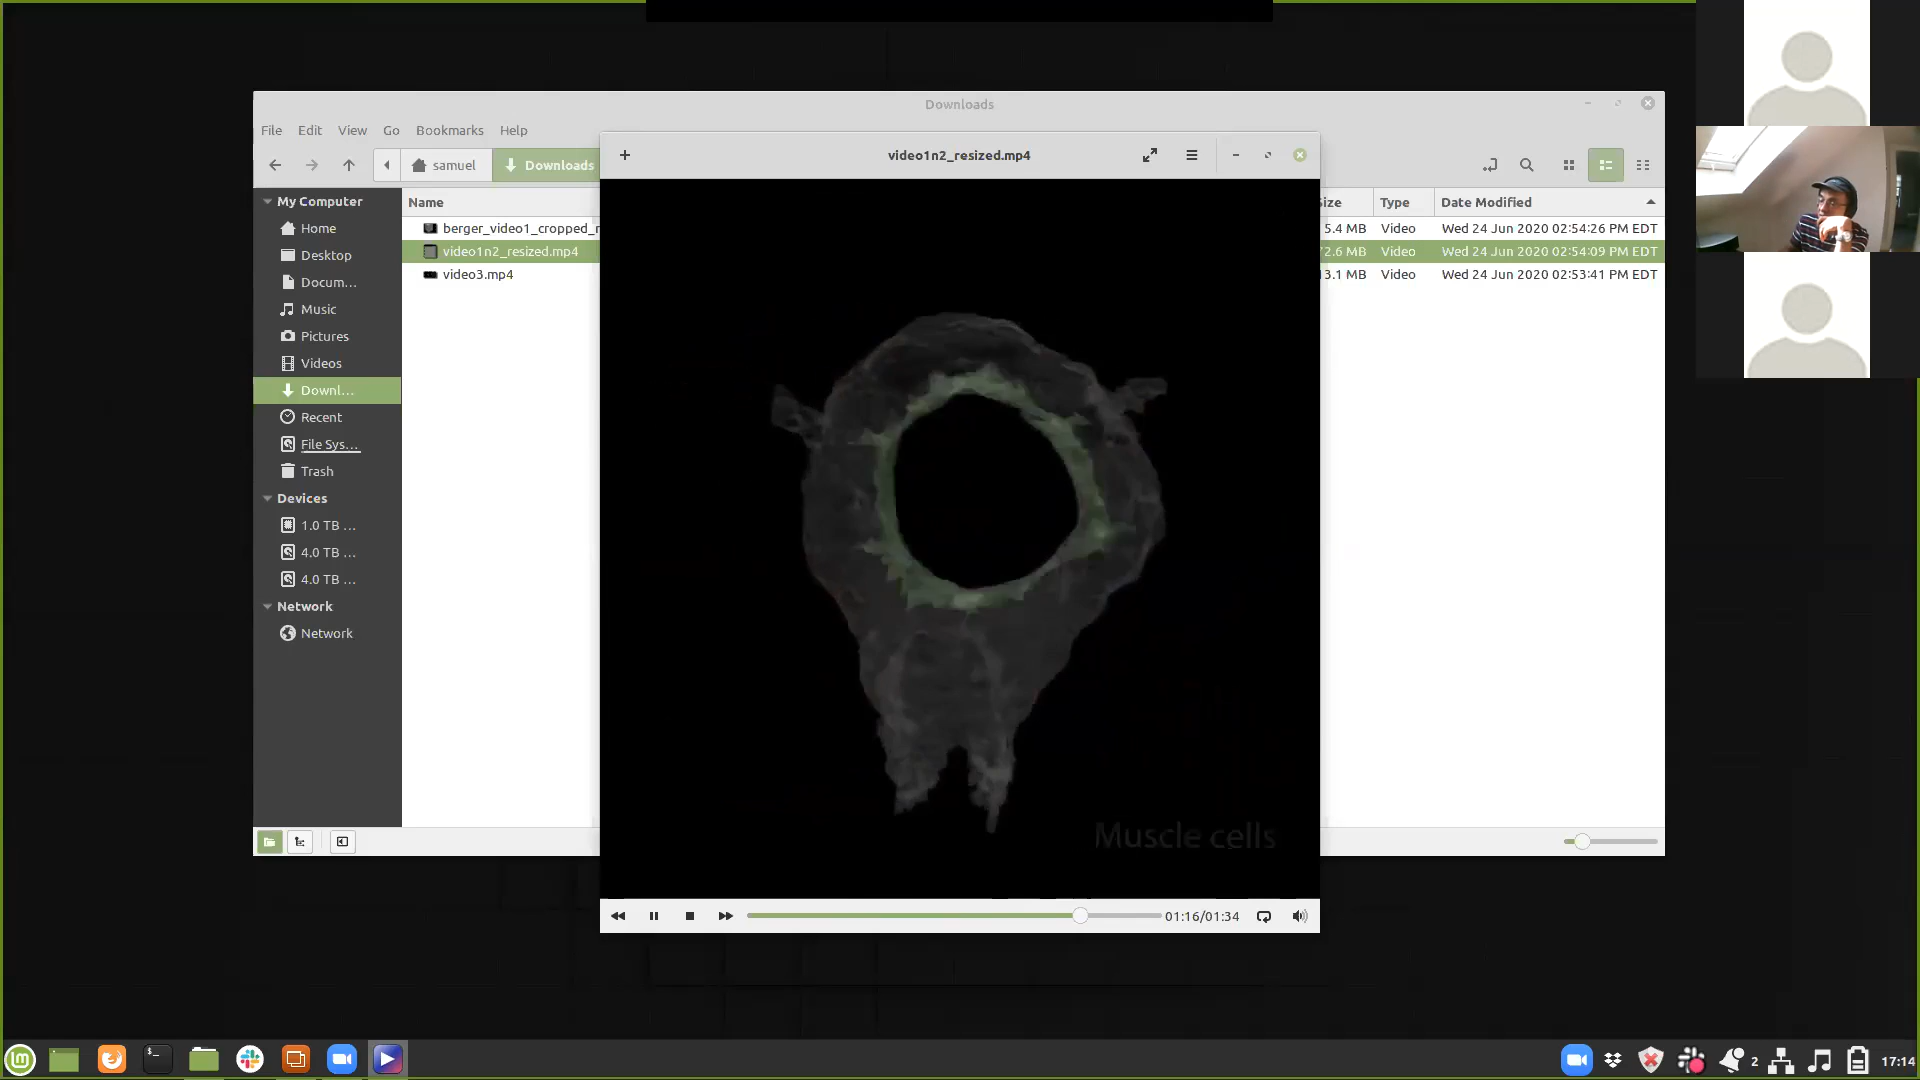 Downloads
File Edit View Go Bookmarks Help
samuel Downloads
video1n2_resized.mp4
My Computer
Home
Desktop
Docum...
Music
Pictures
Videos
Downl...
Recent
File Sys...
Trash
Devices
1.0 TB ...
4.0 TB ...
4.0 TB ...
Network
Network
Name Size Type Date Modified
berger_video1_cropped_r 5.4 MB Video Wed 24 Jun 2020 02:54:26 PM EDT
video1n2_resized.mp4 72.6 MB Video Wed 24 Jun 2020 02:54:09 PM EDT
video3.mp4 3.1 MB Video Wed 24 Jun 2020 02:53:41 PM EDT
Muscle cells
01:16/01:34
2
17:14